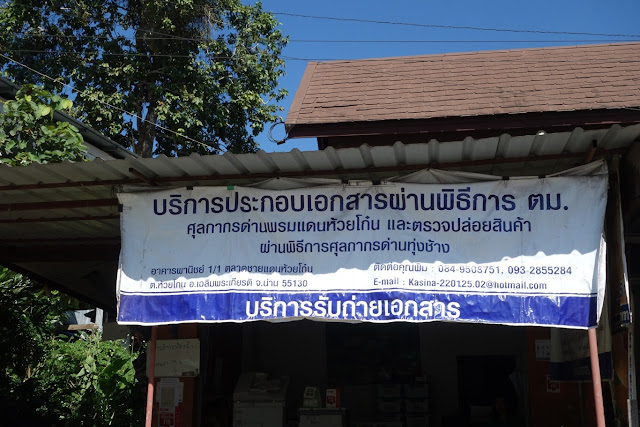 บริการประกอบเอกสารผ่านพิธีการ ตม.
ศุลกากรด่านพรมแดนห้วยโก๋น และตรวจปล่อยสินค้า
ผ่านพิธีการศุลกากรด่านทุ่งช้าง
อาคารพานิชย์ 1/1 ตลาดชายแดนห้วยโก๋น
ต.ห้วยโก๋น อ.เฉลิมพระเกียรติ จ.น่าน 55130
ติดต่อคุณพิม : 084-9508751, 093-2855284
E-mail : Kasina-220125.02@hotmail.com
บริการรับถ่ายเอกสาร